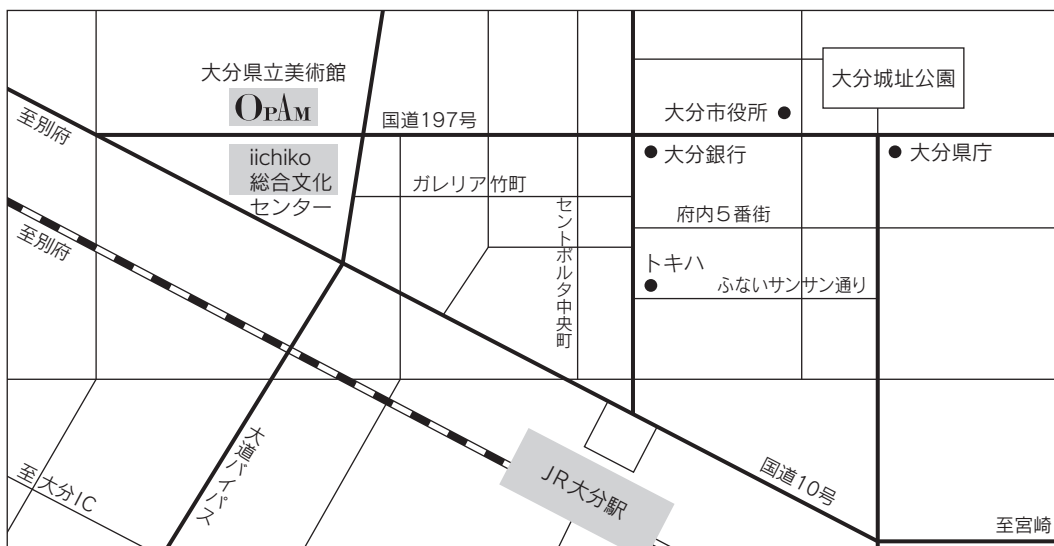 大分県立美術館
OPAM
iichiko
総合文化
センター
国道197号
ガレリア竹町
セントポルタ中央町
大分市役所
大分城址公園
大分銀行
大分県庁
府内5番街
トキハ
ふないサンサン通り
至別府
至別府
大道バイパス
至 大分IC
JR大分駅
国道10号
至宮崎